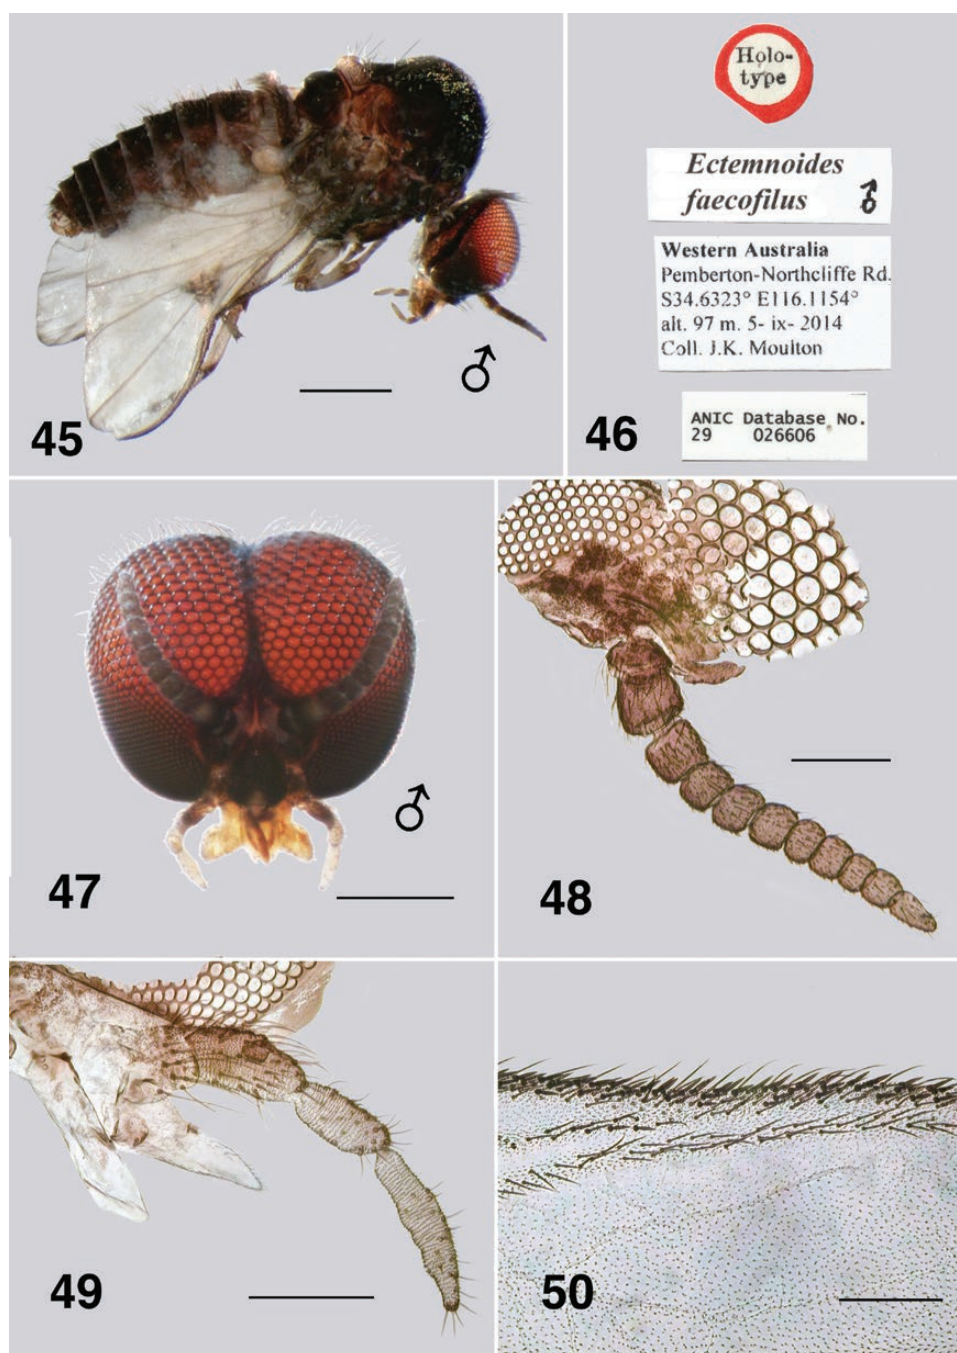 45
Holo-
type
Ectemnoides
faecofilus ♂
Western Australia
Pemberton-Northcliffe Rd.
S34.6323° E116.1154°
alt. 97 m. 5- ix- 2014
Coll. J.K. Moulton
ANIC Database No.
29 026606
46
♂
47
♂
48
49
50